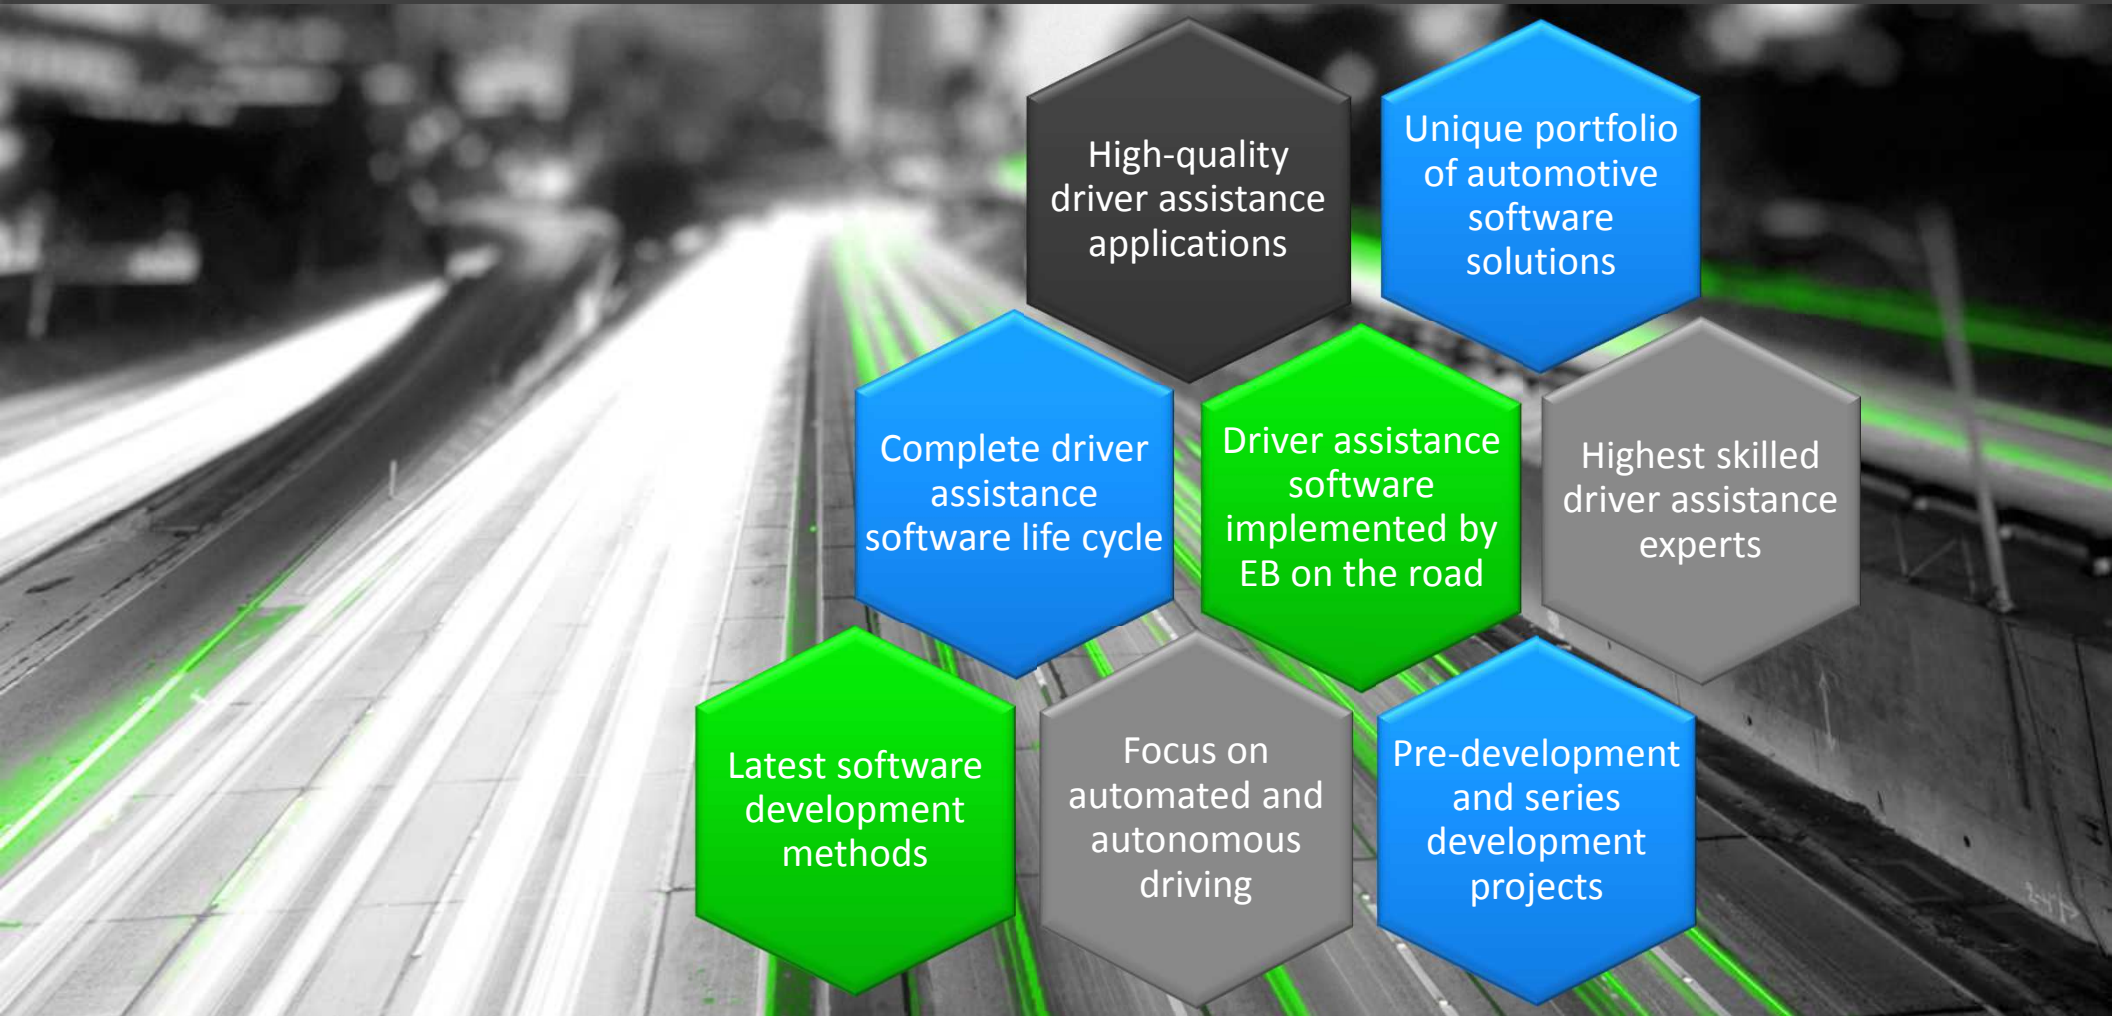 High-quality
driver assistance
applications
Unique portfolio
of automotive
software
solutions
Complete driver
assistance
software life cycle
Driver assistance
software
implemented by
EB on the road
Highest skilled
driver assistance
experts
Latest software
development
methods
Focus on
automated and
autonomous
driving
Pre-development
and series
development
projects